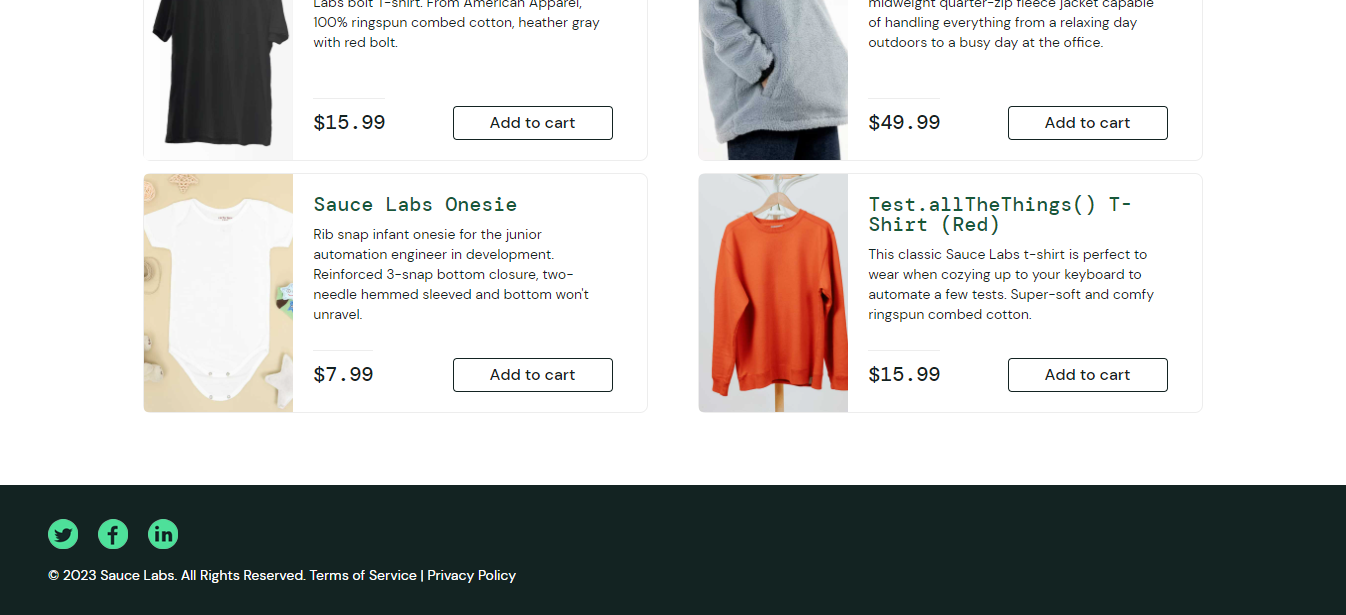 Labs bolt T-shirt. From American Apparel,
100% ringspun combed cotton, heather gray
with red bolt.
$15.99
Add to cart
midweight quarter-zip fleece jacket capable
of handling everything from a relaxing day
outdoors to a busy day at the office.
$49.99
Add to cart
Sauce Labs Onesie
Rib snap infant onesie for the junior
automation engineer in development.
Reinforced 3-snap bottom closure, two-
needle hemmed sleeved and bottom won't
unravel.
$7.99
Add to cart
Test.allTheThings() T-
Shirt (Red)
This classic Sauce Labs t-shirt is perfect to
wear when cozying up to your keyboard to
automate a few tests. Super-soft and comfy
ringspun combed cotton.
$15.99
Add to cart
© 2023 Sauce Labs. All Rights Reserved. Terms of Service | Privacy Policy